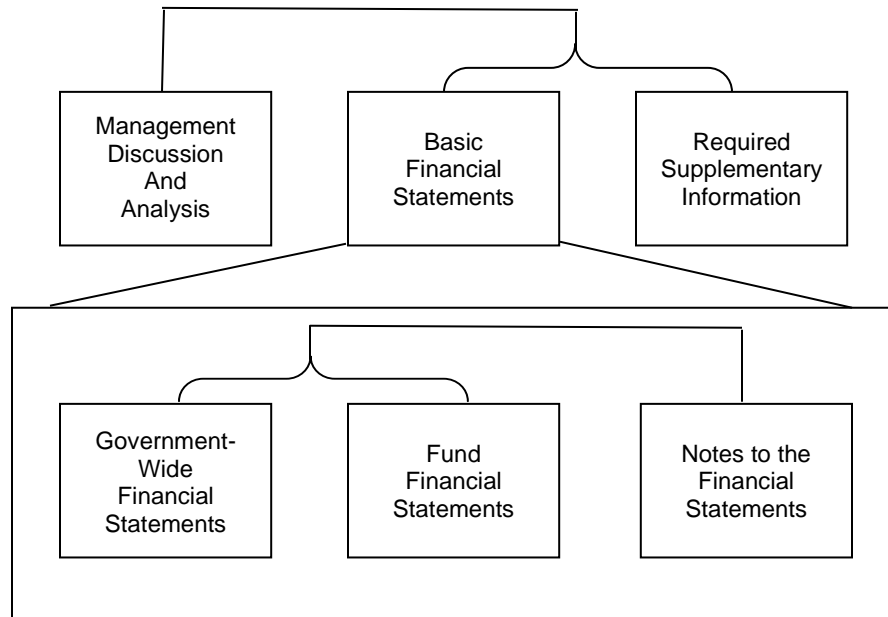 Management
Discussion
And
Analysis
Basic
Financial
Statements
Required
Supplementary
Information
Government-
Wide
Financial
Statements
Fund
Financial
Statements
Notes to the
Financial
Statements